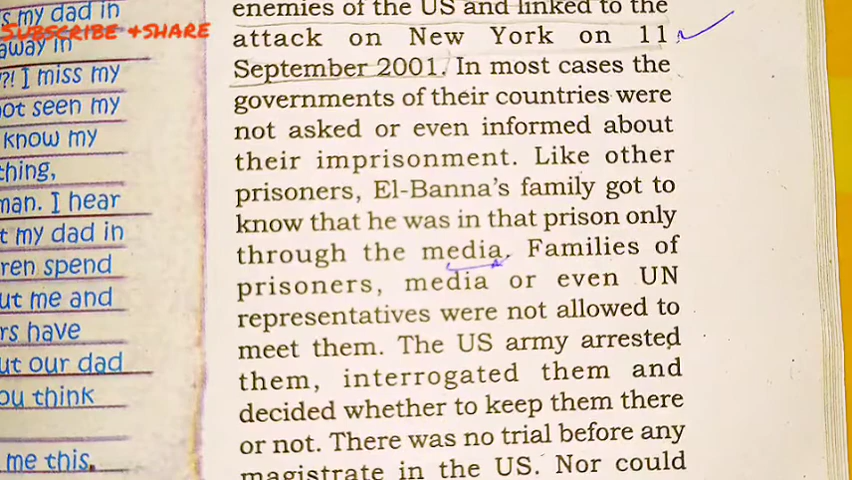 s my dad in
SUBSCRIBE + SHARE
away in
?! I miss my
not seen my
know my
thing,
man. I hear
t my dad in
ren spend
ut me and
rs have
ut our dad
ou think
me this.
enemies of the US and linked to the
attack on New York on 11
September 2001. In most cases the
governments of their countries were
not asked or even informed about
their imprisonment. Like other
prisoners, El-Banna's family got to
know that he was in that prison only
through the media. Families of
prisoners, media or even UN
representatives were not allowed to
meet them. The US army arrested
them, interrogated them and
decided whether to keep them there
or not. There was no trial before any
magistrate in the US. Nor could